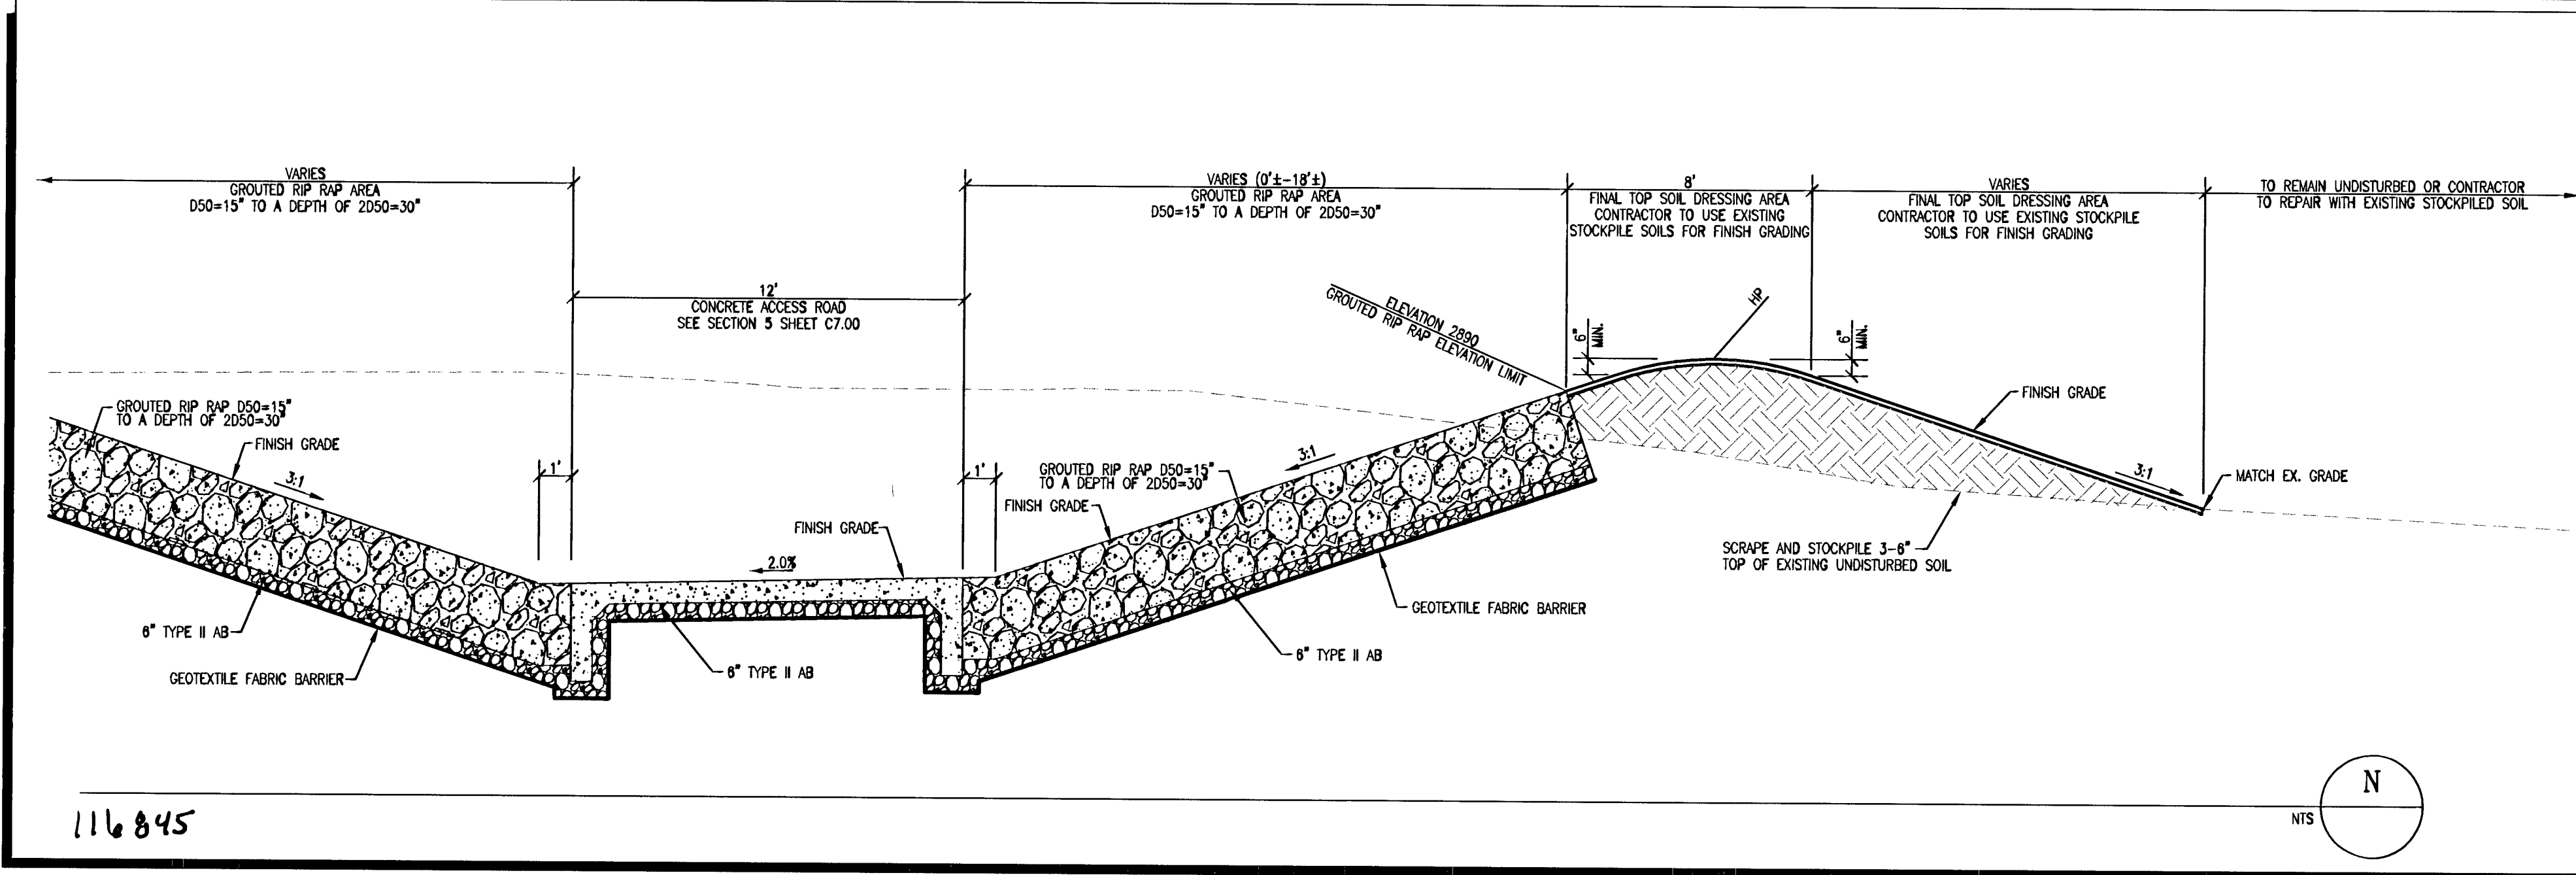 VARIES
GROUTED RIP RAP AREA
D50=15" TO A DEPTH OF 2D50=30"
VARIES (0'±-18'±)
GROUTED RIP RAP AREA
D50=15" TO A DEPTH OF 2D50=30"
8'
FINAL TOP SOIL DRESSING AREA
CONTRACTOR TO USE EXISTING
STOCKPILE SOILS FOR FINISH GRADING
VARIES
FINAL TOP SOIL DRESSING AREA
CONTRACTOR TO USE EXISTING STOCKPILE
SOILS FOR FINISH GRADING
TO REMAIN UNDISTURBED OR CONTRACTOR
TO REPAIR WITH EXISTING STOCKPILED SOIL
12'
CONCRETE ACCESS ROAD
SEE SECTION 5 SHEET C7.00
ELEVATION 2890
GROUTED RIP RAP ELEVATION LIMIT
HP
6"
MIN.
6"
MIN.
FINISH GRADE
GROUTED RIP RAP D50=15"
TO A DEPTH OF 2D50=30"
FINISH GRADE
3:1
1'
1'
GROUTED RIP RAP D50=15"
TO A DEPTH OF 2D50=30"
3:1
FINISH GRADE
FINISH GRADE
2.0%
3:1
MATCH EX. GRADE
SCRAPE AND STOCKPILE 3-6"
TOP OF EXISTING UNDISTURBED SOIL
GEOTEXTILE FABRIC BARRIER
6" TYPE II AB
6" TYPE II AB
6" TYPE II AB
GEOTEXTILE FABRIC BARRIER
N
NTS
116845